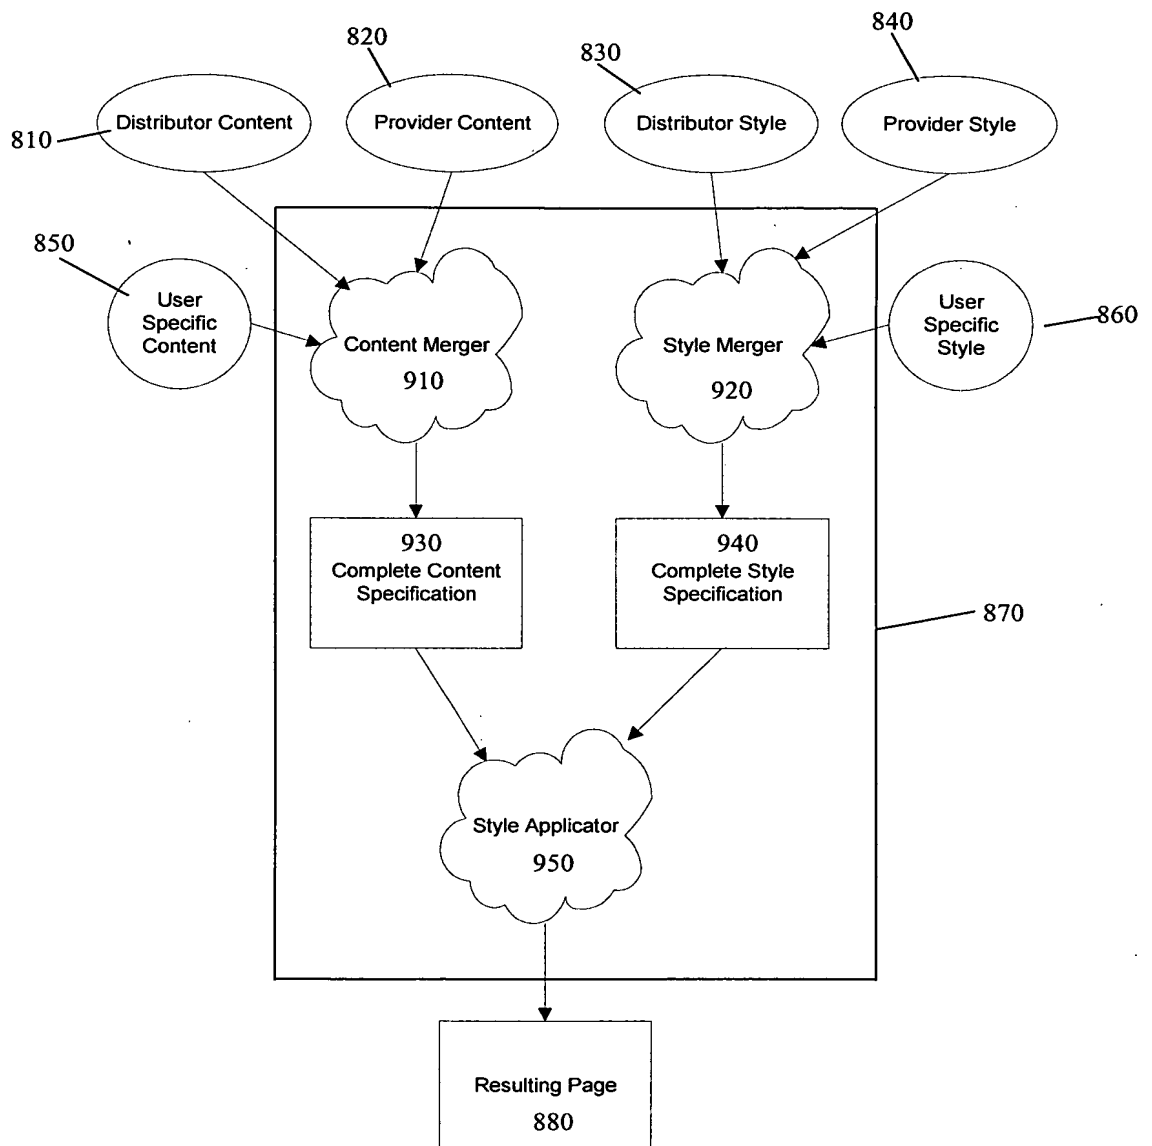 820
830
840
810
Distributor Content
Provider Content
Distributor Style
Provider Style
850
User
Specific
Content
Content Merger
910
Style Merger
920
User
Specific
Style
860
930
Complete Content
Specification
940
Complete Style
Specification
870
Style Applicator
950
Resulting Page
880